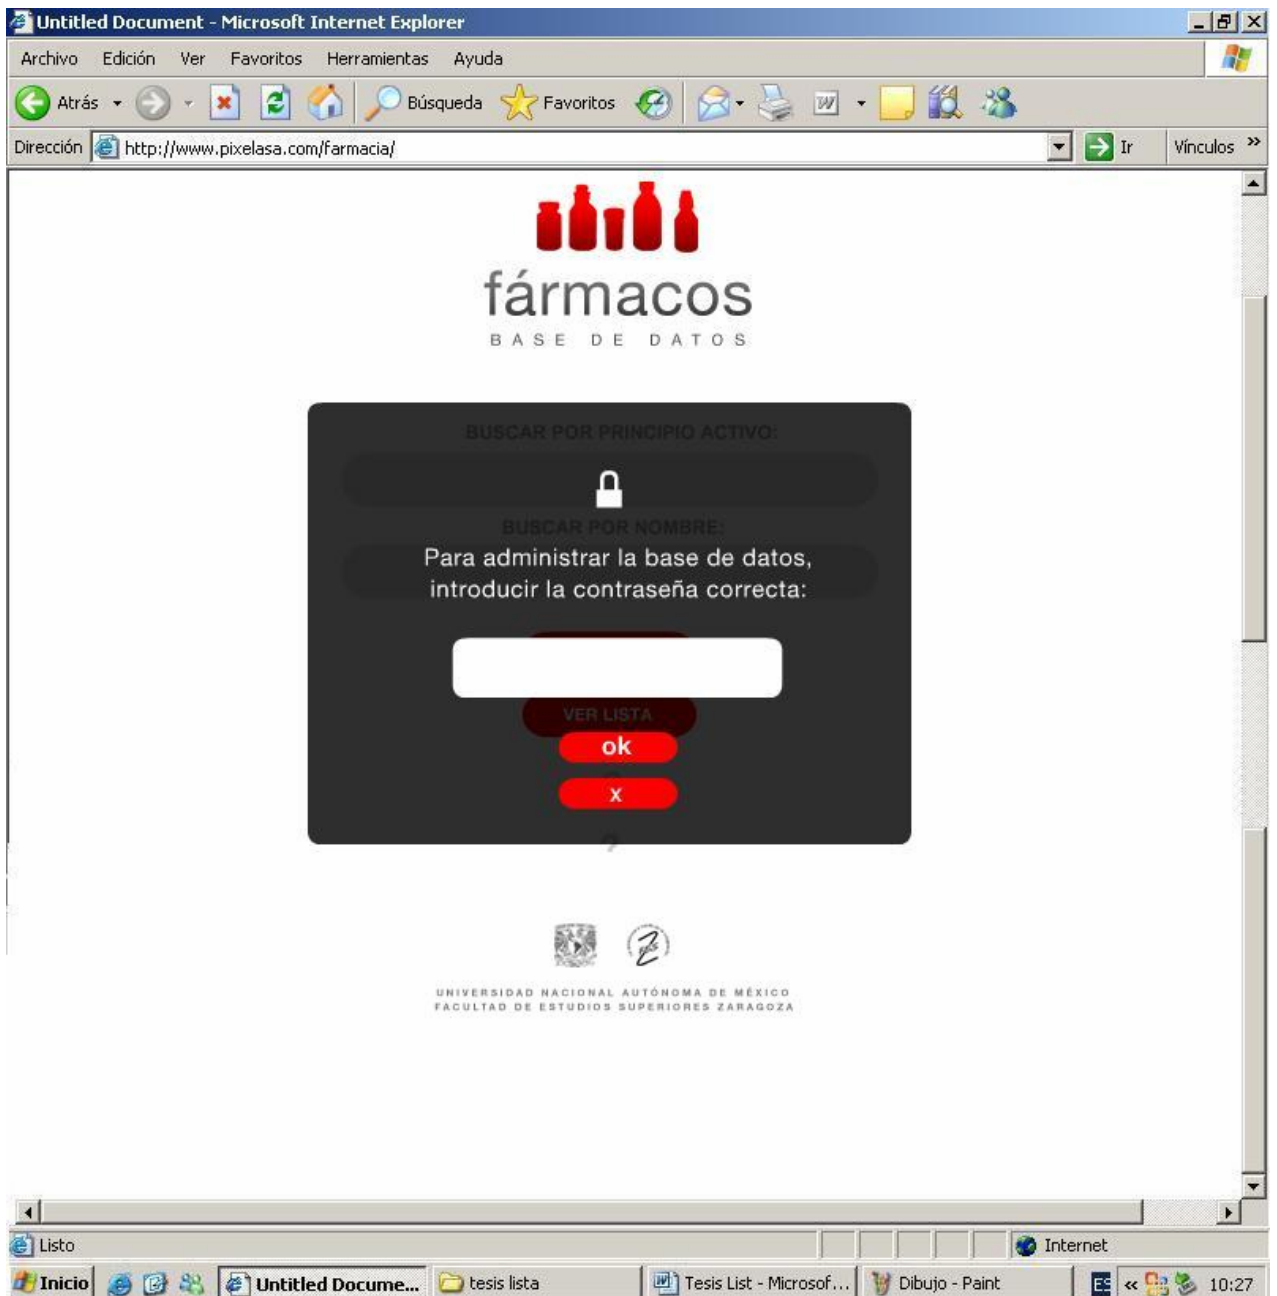 Untitled Document - Microsoft Internet Explorer
Archivo Edición Ver Favoritos Herramientas Ayuda
Atrás Búsqueda Favoritos
Dirección http://www.pixelasa.com/farmacia/ Ir Vínculos »
fármacos
BASE DE DATOS
BUSCAR POR PRINCIPIO ACTIVO:
BUSCAR POR NOMBRE:
Para administrar la base de datos,
introducir la contraseña correcta:
VER LISTA
ok
x
?
UNIVERSIDAD NACIONAL AUTÓNOMA DE MÉXICO
FACULTAD DE ESTUDIOS SUPERIORES ZARAGOZA
Listo Internet
Inicio Untitled Docume... tesis lista Tesis List - Microsof... Dibujo - Paint ES « 10:27